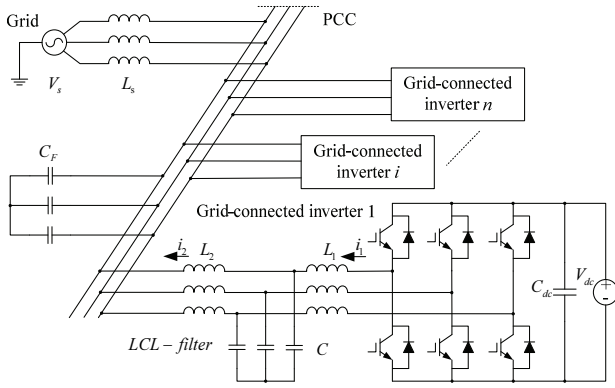 Grid
PCC
V_s
L_s
Grid-connected
inverter n
C_F
Grid-connected
inverter i
Grid-connected inverter 1
i_2
L_2
L_1
i_1
C_dc
V_dc
+
-
LCL – filter
C